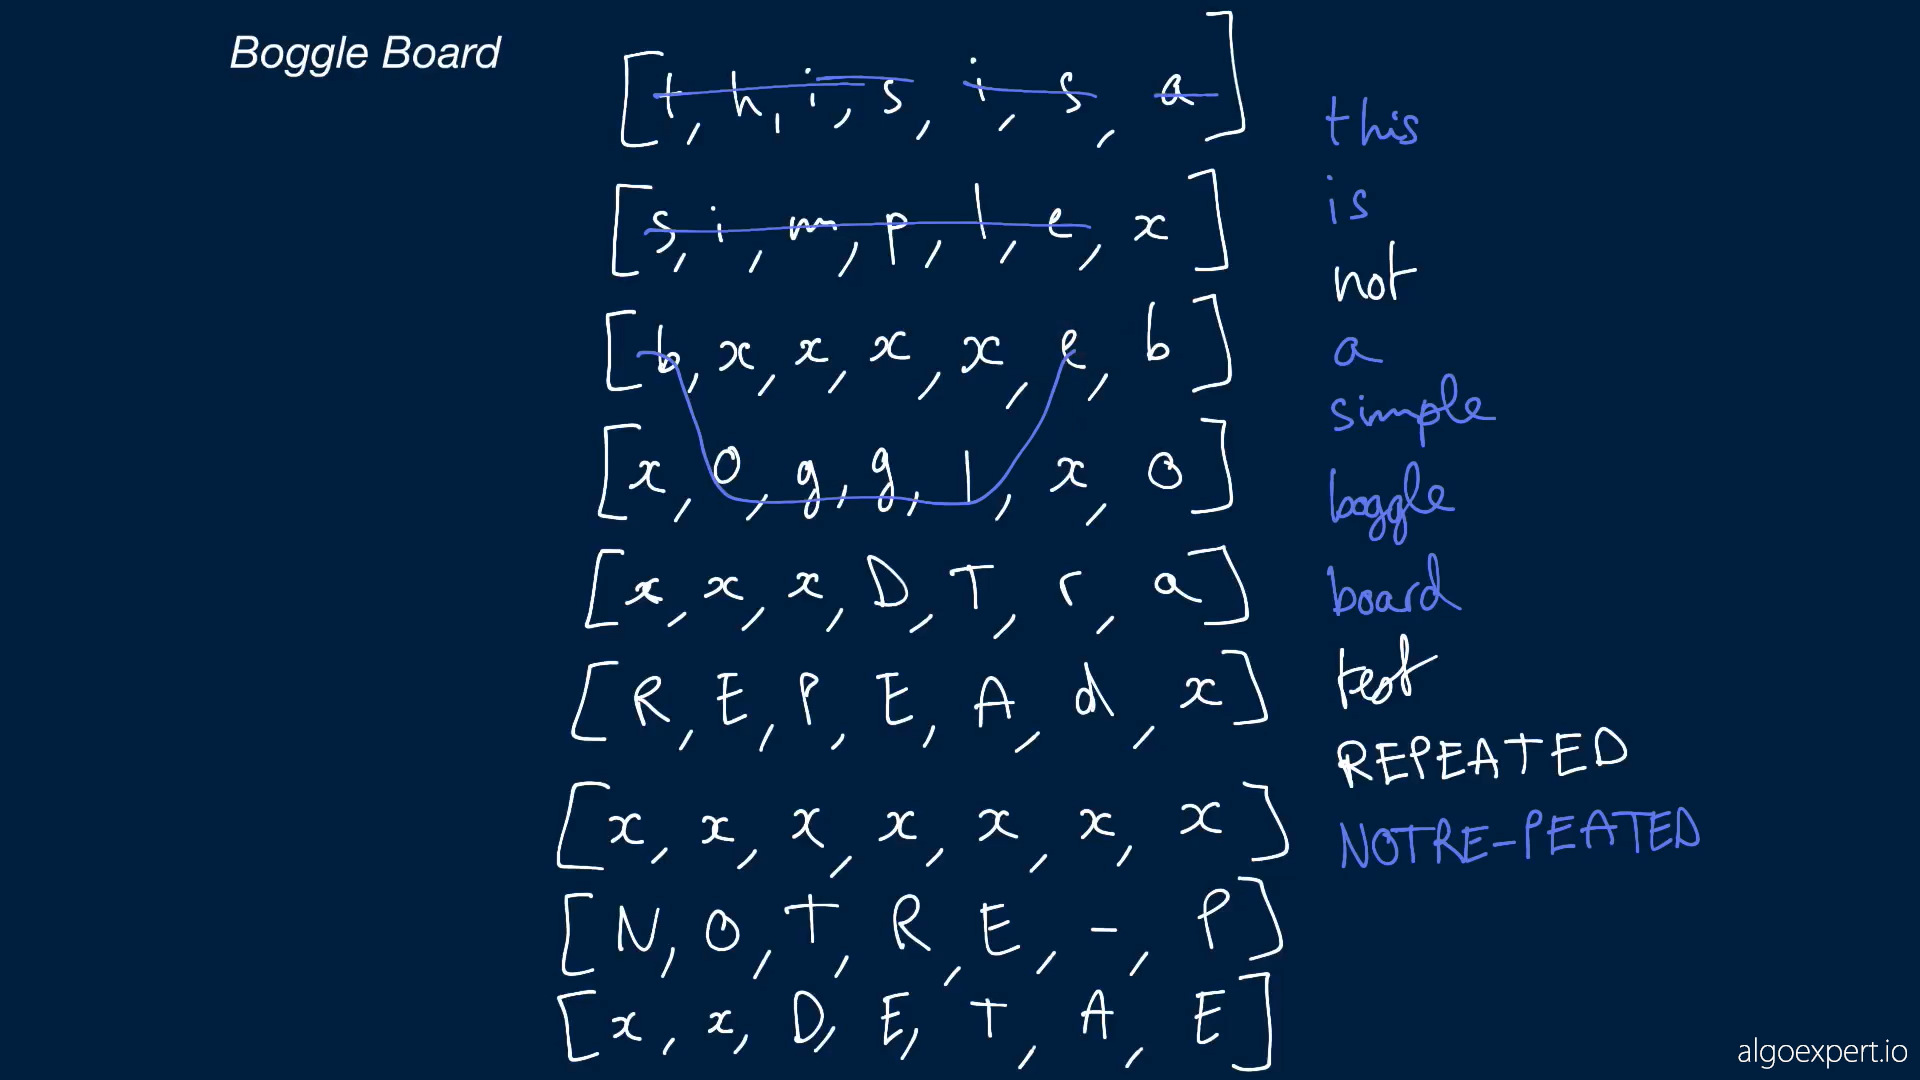 Boggle Board
[t, h, i, s, i, s, a]
[s, i, m, p, l, e, x]
[b, x, x, x, x, e, b]
[x, o, g, g, l, x, o]
[x, x, x, D, T, r, a]
[R, E, P, E, A, d, x]
[x, x, x, x, x, x, x]
[N, O, T, R, E, -, P]
[x, x, D, E, T, A, E]
this
is
not
a
simple
boggle
board
test
REPEATED
NOTRE-PEATED
algoexpert.io